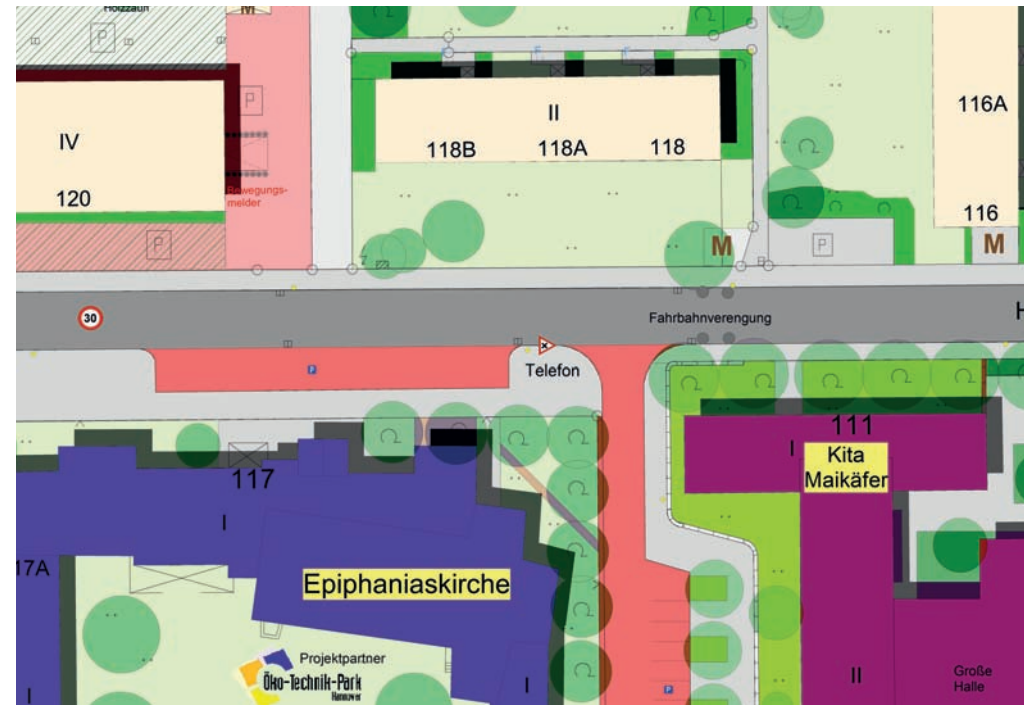 Holzzaun
M
P
P
II
118B
118A
118
116A
IV
120
Bewegungs-
melder
P
M
P
116
M
30
Fahrbahnverengung
H
Telefon
P
111
I
Kita
Maikäfer
117
I
17A
Epiphaniaskirche
Projektpartner
Öko-Technik-Park
Hannover
I
I
P
II
Große
Halle